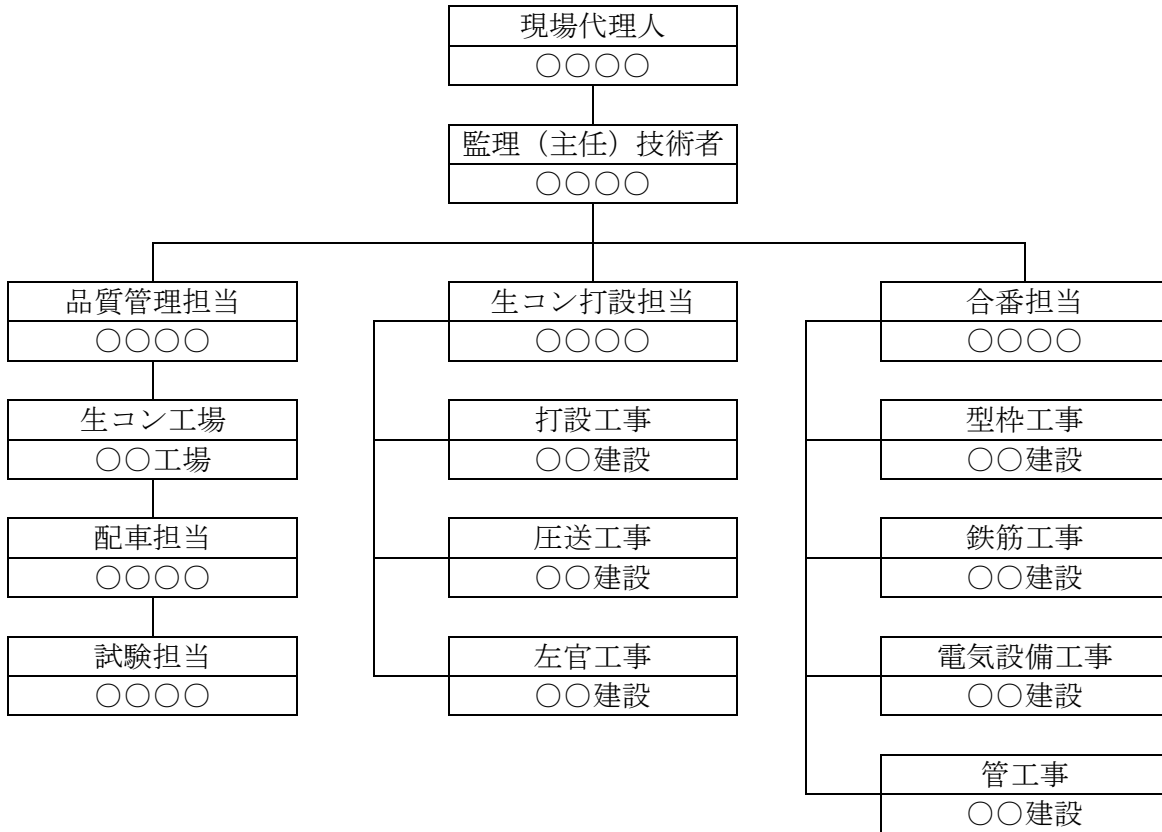 現場代理人
○○○○
監理（主任）技術者
○○○○
品質管理担当
○○○○
生コン工場
○○工場
配車担当
○○○○
試験担当
○○○○
生コン打設担当
○○○○
打設工事
○○建設
圧送工事
○○建設
左官工事
○○建設
合番担当
○○○○
型枠工事
○○建設
鉄筋工事
○○建設
電気設備工事
○○建設
管工事
○○建設